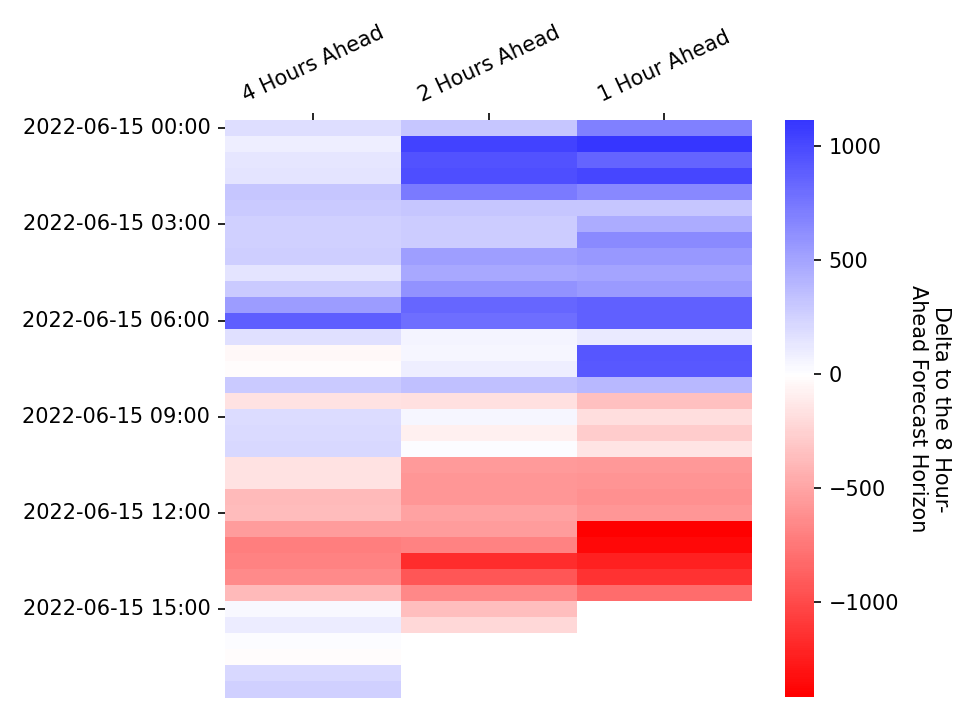 4 Hours Ahead
2 Hours Ahead
1 Hour Ahead
2022-06-15 00:00
2022-06-15 03:00
2022-06-15 06:00
2022-06-15 09:00
2022-06-15 12:00
2022-06-15 15:00
1000
500
0
−500
−1000
Delta to the 8 Hour-
Ahead Forecast Horizon